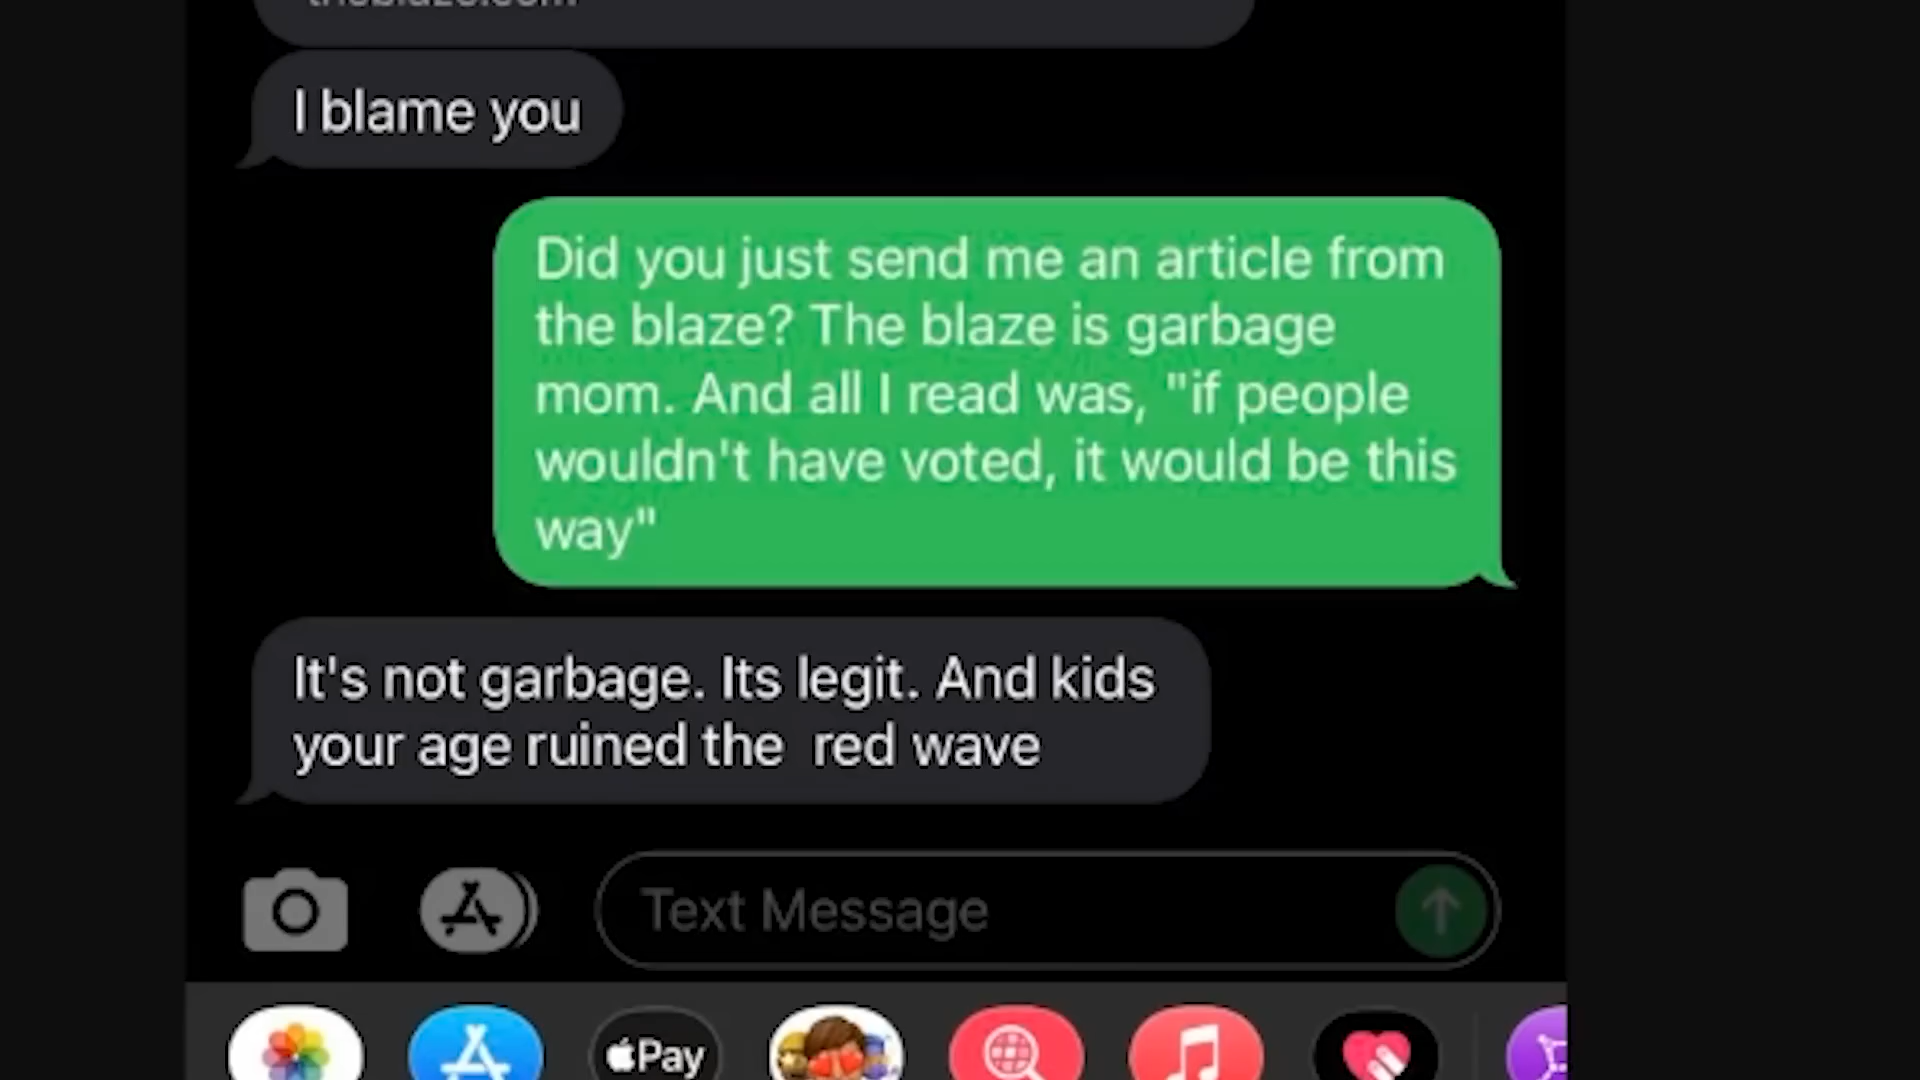 theblaze.com
I blame you
Did you just send me an article from
the blaze? The blaze is garbage
mom. And all I read was, "if people
wouldn't have voted, it would be this
way"
It's not garbage. Its legit. And kids
your age ruined the  red wave
Text Message
Pay